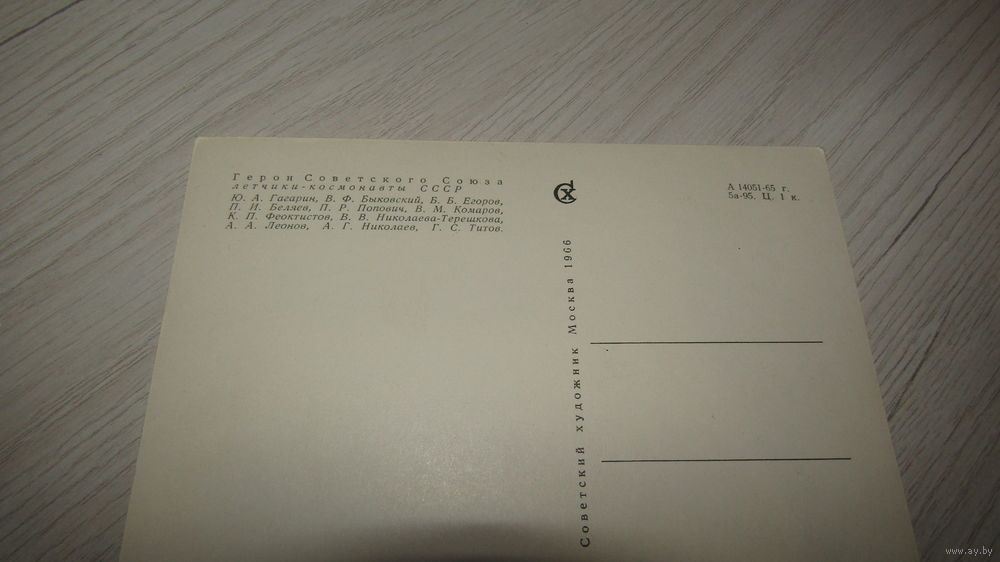 Герои Советского Союза
летчики-космонавты СССР
Ю. А. Гагарин, В. Ф. Быковский, Б. Б. Егоров,
П. И. Беляев, П. Р. Попович, В. М. Комаров,
К. П. Феоктистов, В. В. Николаева-Терешкова,
А. А. Леонов, А. Г. Николаев, Г. С. Титов.
СХ
А 14051-65 г.
5а-95. Ц. 1 к.
Советский художник Москва 1966
www.ay.by